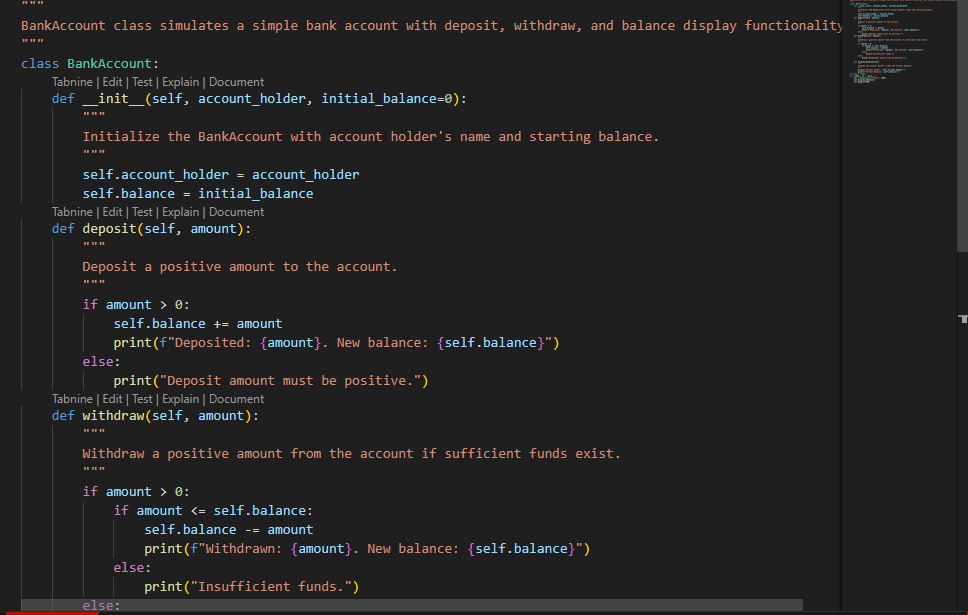 """
BankAccount class simulates a simple bank account with deposit, withdraw, and balance display functionality
"""
class BankAccount:
Tabnine | Edit | Test | Explain | Document
def __init__(self, account_holder, initial_balance=0):
"""
Initialize the BankAccount with account holder's name and starting balance.
"""
self.account_holder = account_holder
self.balance = initial_balance
Tabnine | Edit | Test | Explain | Document
def deposit(self, amount):
"""
Deposit a positive amount to the account.
"""
if amount > 0:
self.balance += amount
print(f"Deposited: {amount}. New balance: {self.balance}")
else:
print("Deposit amount must be positive.")
Tabnine | Edit | Test | Explain | Document
def withdraw(self, amount):
"""
Withdraw a positive amount from the account if sufficient funds exist.
"""
if amount > 0:
if amount <= self.balance:
self.balance -= amount
print(f"Withdrawn: {amount}. New balance: {self.balance}")
else:
print("Insufficient funds.")
else: